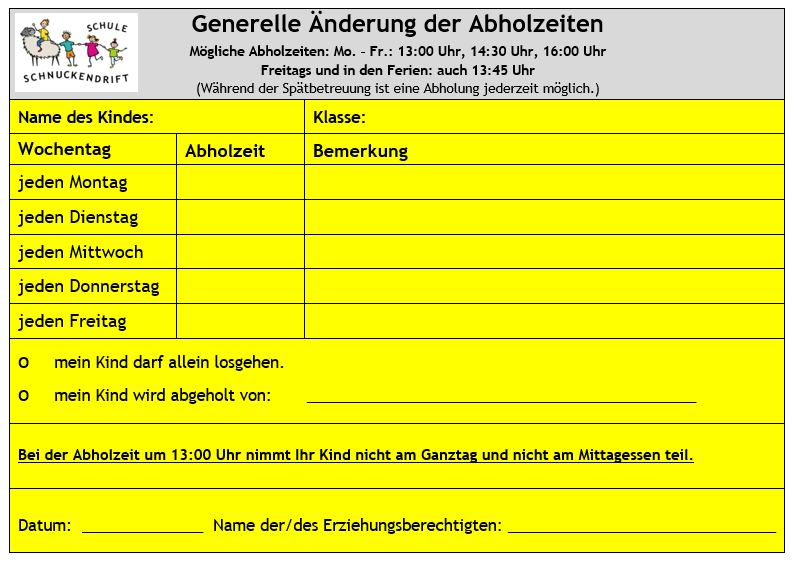 SCHULE
SCHNUCKENDRIFT
Generelle Änderung der Abholzeiten
Mögliche Abholzeiten: Mo. – Fr.: 13:00 Uhr, 14:30 Uhr, 16:00 Uhr
Freitags und in den Ferien: auch 13:45 Uhr
(Während der Spätbetreuung ist eine Abholung jederzeit möglich.)
Name des Kindes: Klasse:
Wochentag Abholzeit Bemerkung
jeden Montag
jeden Dienstag
jeden Mittwoch
jeden Donnerstag
jeden Freitag
O mein Kind darf allein losgehen.
O mein Kind wird abgeholt von: ____________________
Bei der Abholzeit um 13:00 Uhr nimmt Ihr Kind nicht am Ganztag und nicht am Mittagessen teil.
Datum: ____________ Name der/des Erziehungsberechtigten: ____________________